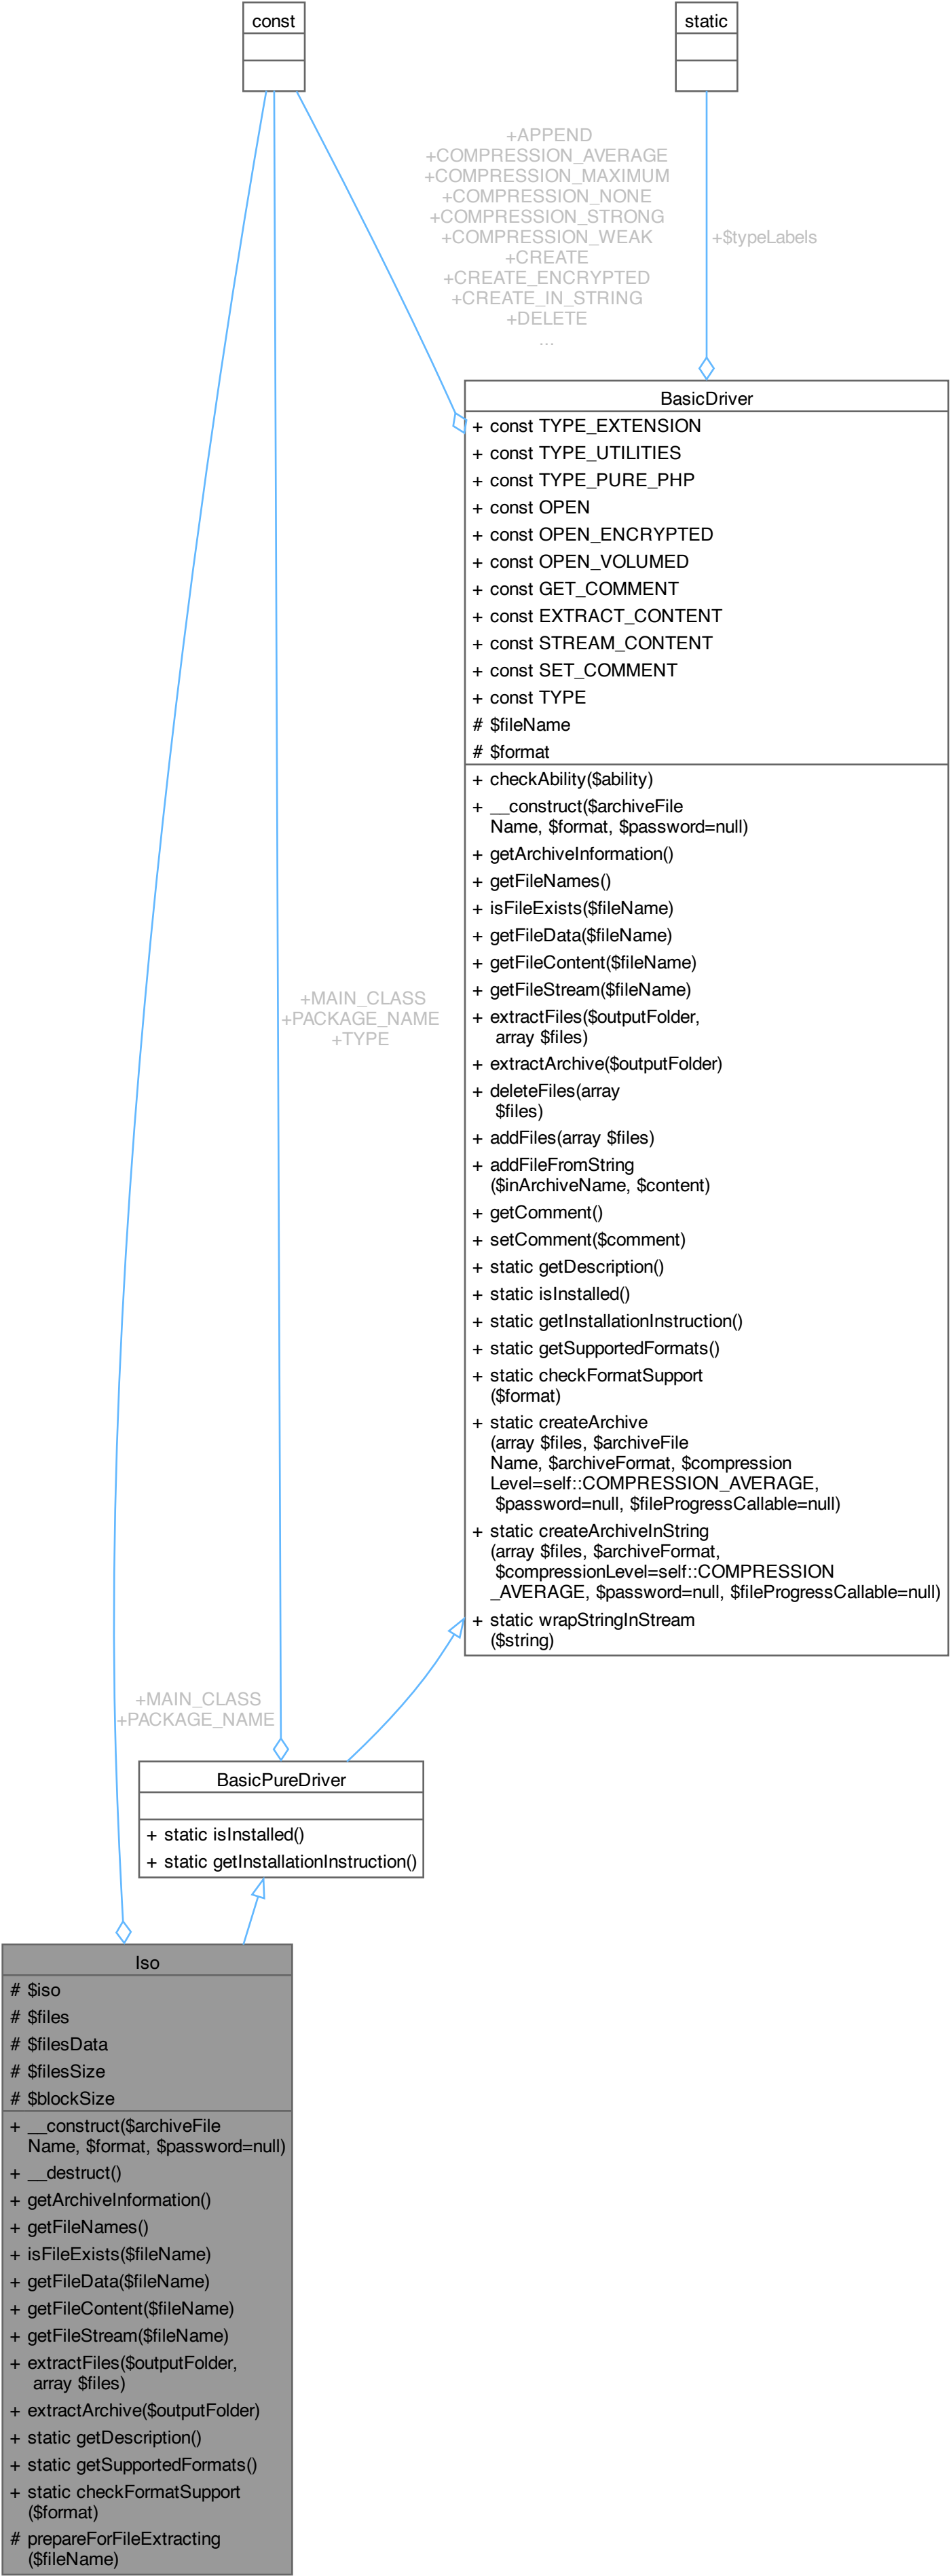 const
static
+APPEND
+COMPRESSION_AVERAGE
+COMPRESSION_MAXIMUM
+COMPRESSION_NONE
+COMPRESSION_STRONG
+COMPRESSION_WEAK
+CREATE
+CREATE_ENCRYPTED
+CREATE_IN_STRING
+DELETE
...
+$typeLabels
BasicDriver
+ const TYPE_EXTENSION
+ const TYPE_UTILITIES
+ const TYPE_PURE_PHP
+ const OPEN
+ const OPEN_ENCRYPTED
+ const OPEN_VOLUMED
+ const GET_COMMENT
+ const EXTRACT_CONTENT
+ const STREAM_CONTENT
+ const SET_COMMENT
+ const TYPE
# $fileName
# $format
+ checkAbility($ability)
+ __construct($archiveFile
Name, $format, $password=null)
+ getArchiveInformation()
+ getFileNames()
+ isFileExists($fileName)
+ getFileData($fileName)
+ getFileContent($fileName)
+ getFileStream($fileName)
+ extractFiles($outputFolder,
array $files)
+ extractArchive($outputFolder)
+ deleteFiles(array
$files)
+ addFiles(array $files)
+ addFileFromString
($inArchiveName, $content)
+ getComment()
+ setComment($comment)
+ static getDescription()
+ static isInstalled()
+ static getInstallationInstruction()
+ static getSupportedFormats()
+ static checkFormatSupport
($format)
+ static createArchive
(array $files, $archiveFile
Name, $archiveFormat, $compression
Level=self::COMPRESSION_AVERAGE,
$password=null, $fileProgressCallable=null)
+ static createArchiveInString
(array $files, $archiveFormat,
$compressionLevel=self::COMPRESSION
_AVERAGE, $password=null, $fileProgressCallable=null)
+ static wrapStringInStream
($string)
+MAIN_CLASS
+PACKAGE_NAME
+TYPE
+MAIN_CLASS
+PACKAGE_NAME
BasicPureDriver
+ static isInstalled()
+ static getInstallationInstruction()
Iso
# $iso
# $files
# $filesData
# $filesSize
# $blockSize
+ __construct($archiveFile
Name, $format, $password=null)
+ __destruct()
+ getArchiveInformation()
+ getFileNames()
+ isFileExists($fileName)
+ getFileData($fileName)
+ getFileContent($fileName)
+ getFileStream($fileName)
+ extractFiles($outputFolder,
array $files)
+ extractArchive($outputFolder)
+ static getDescription()
+ static getSupportedFormats()
+ static checkFormatSupport
($format)
# prepareForFileExtracting
($fileName)